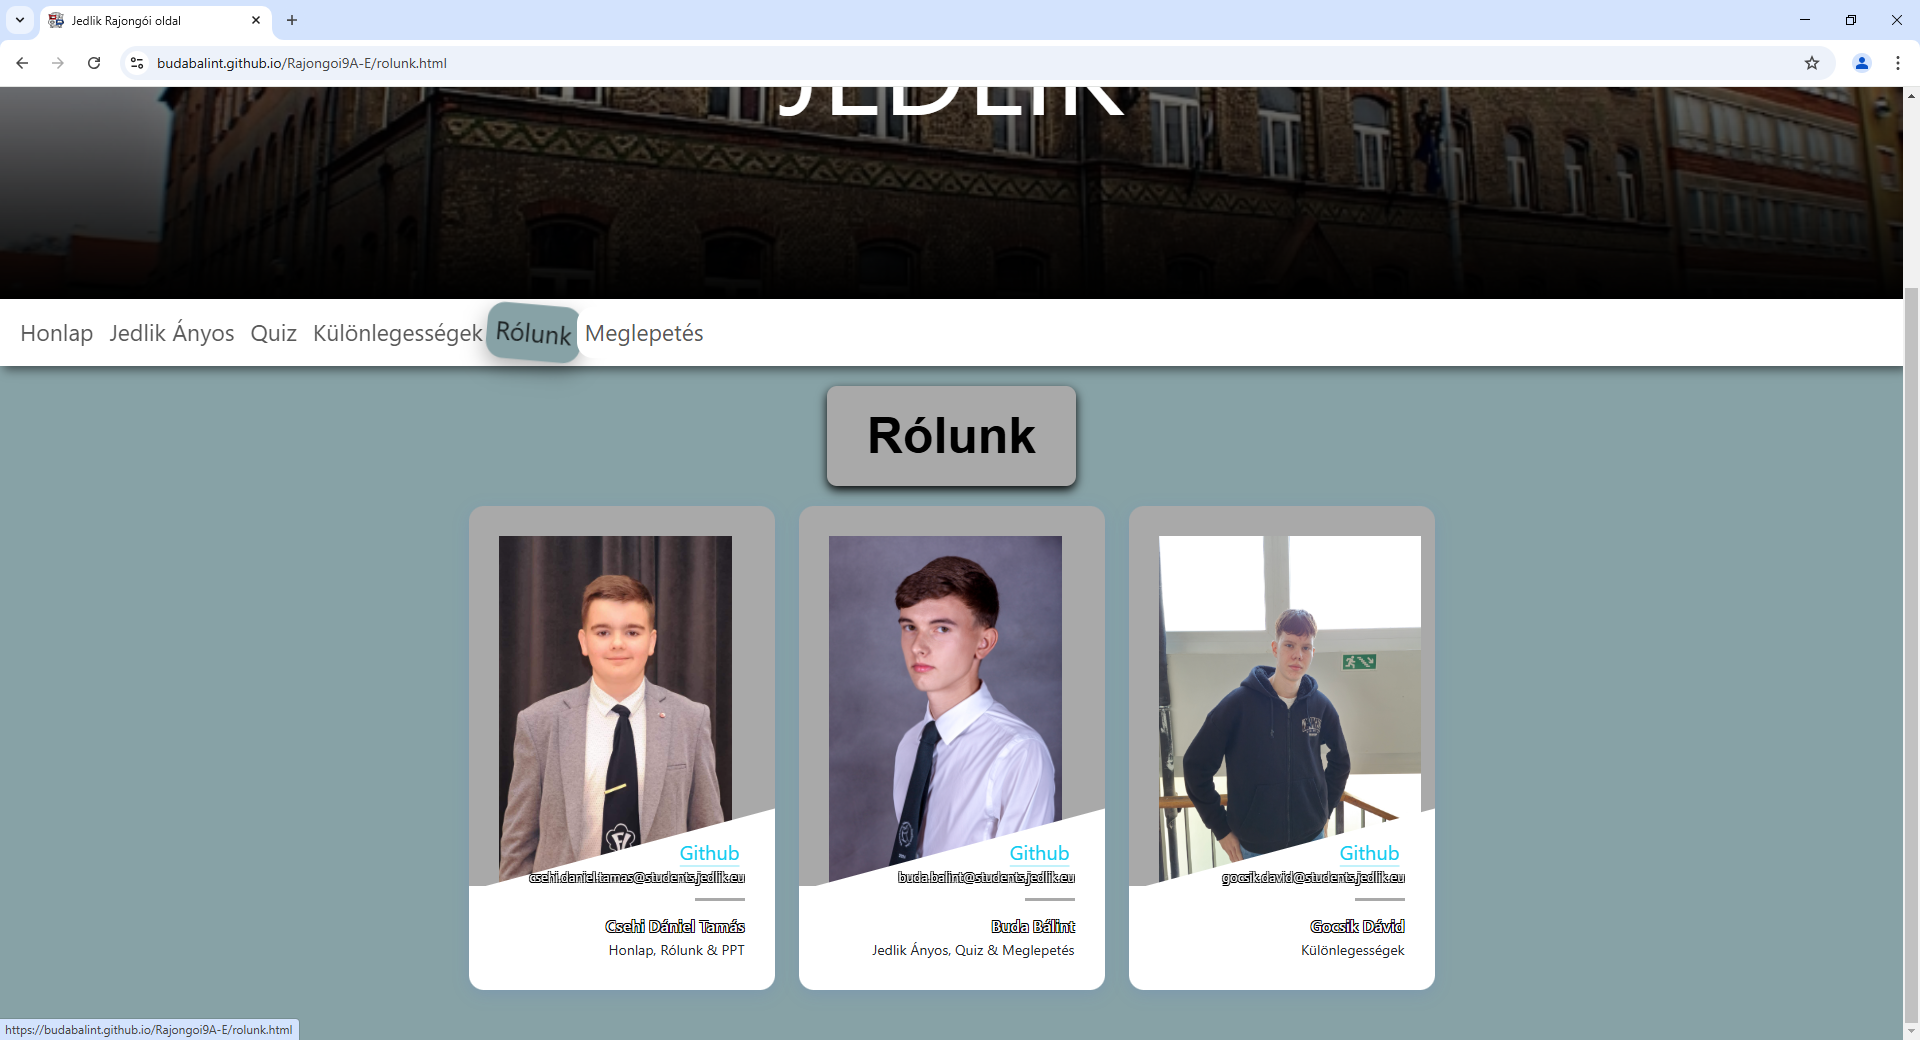 Jedlik Rajongói oldal
budabalint.github.io/Rajongoi9A-E/rolunk.html
JEDLIK
Honlap Jedlik Ányos Quiz Különlegességek Rólunk Meglepetés
Rólunk
Github
csehi.daniel.tamas@students.jedlik.eu
Csehi Dániel Tamás
Honlap, Rólunk & PPT
Github
buda.balint@students.jedlik.eu
Buda Bálint
Jedlik Ányos, Quiz & Meglepetés
Github
gocsik.david@students.jedlik.eu
Gocsik Dávid
Különlegességek
https://budabalint.github.io/Rajongoi9A-E/rolunk.html